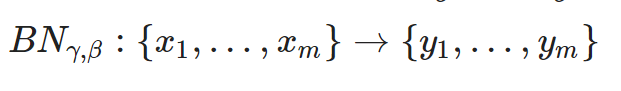 BN_{γ,β} : {x_1, . . . , x_m} → {y_1, . . . , y_m}